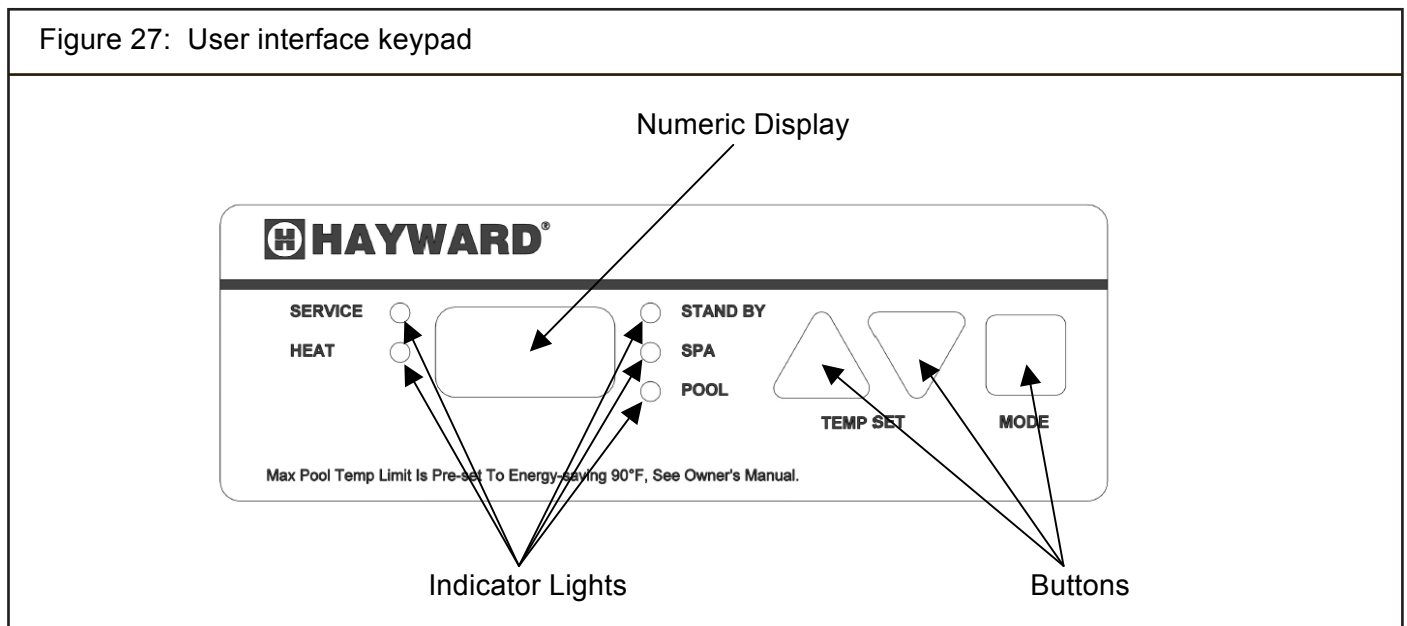 Figure 27: User interface keypad
Numeric Display
H HAYWARD®
SERVICE
STAND BY
HEAT
SPA
POOL
TEMP SET
MODE
Max Pool Temp Limit Is Pre-set To Energy-saving 90°F, See Owner's Manual.
Indicator Lights
Buttons